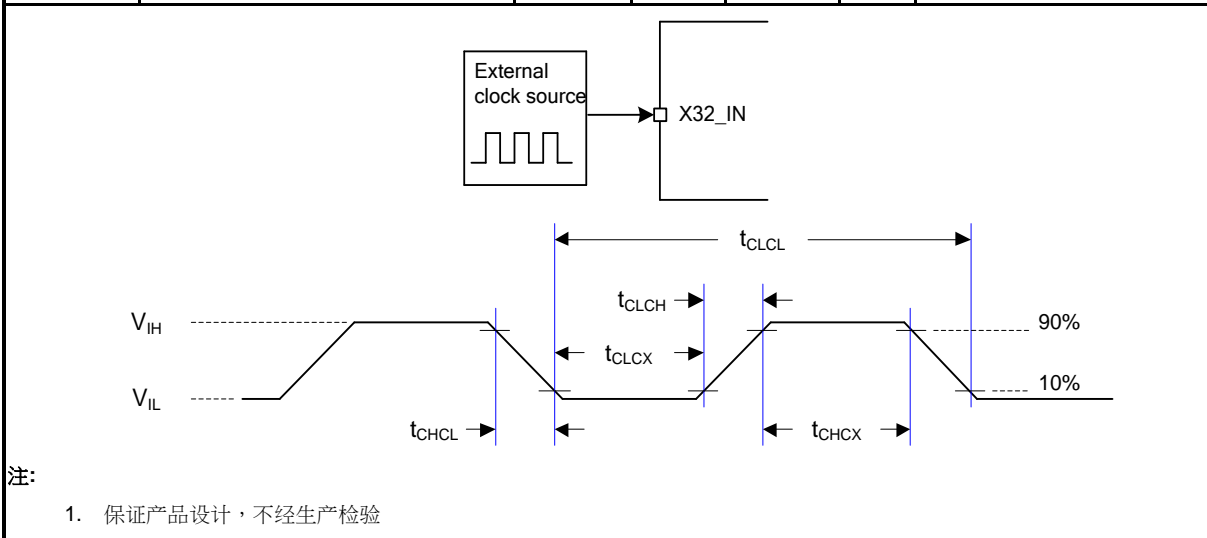 External
clock source
X32_IN
tCLCL
tCLCH
VIH
90%
tCLCX
VIL
10%
tCHCL
tCHCX
注:
1. 保证产品设计，不经生产检验